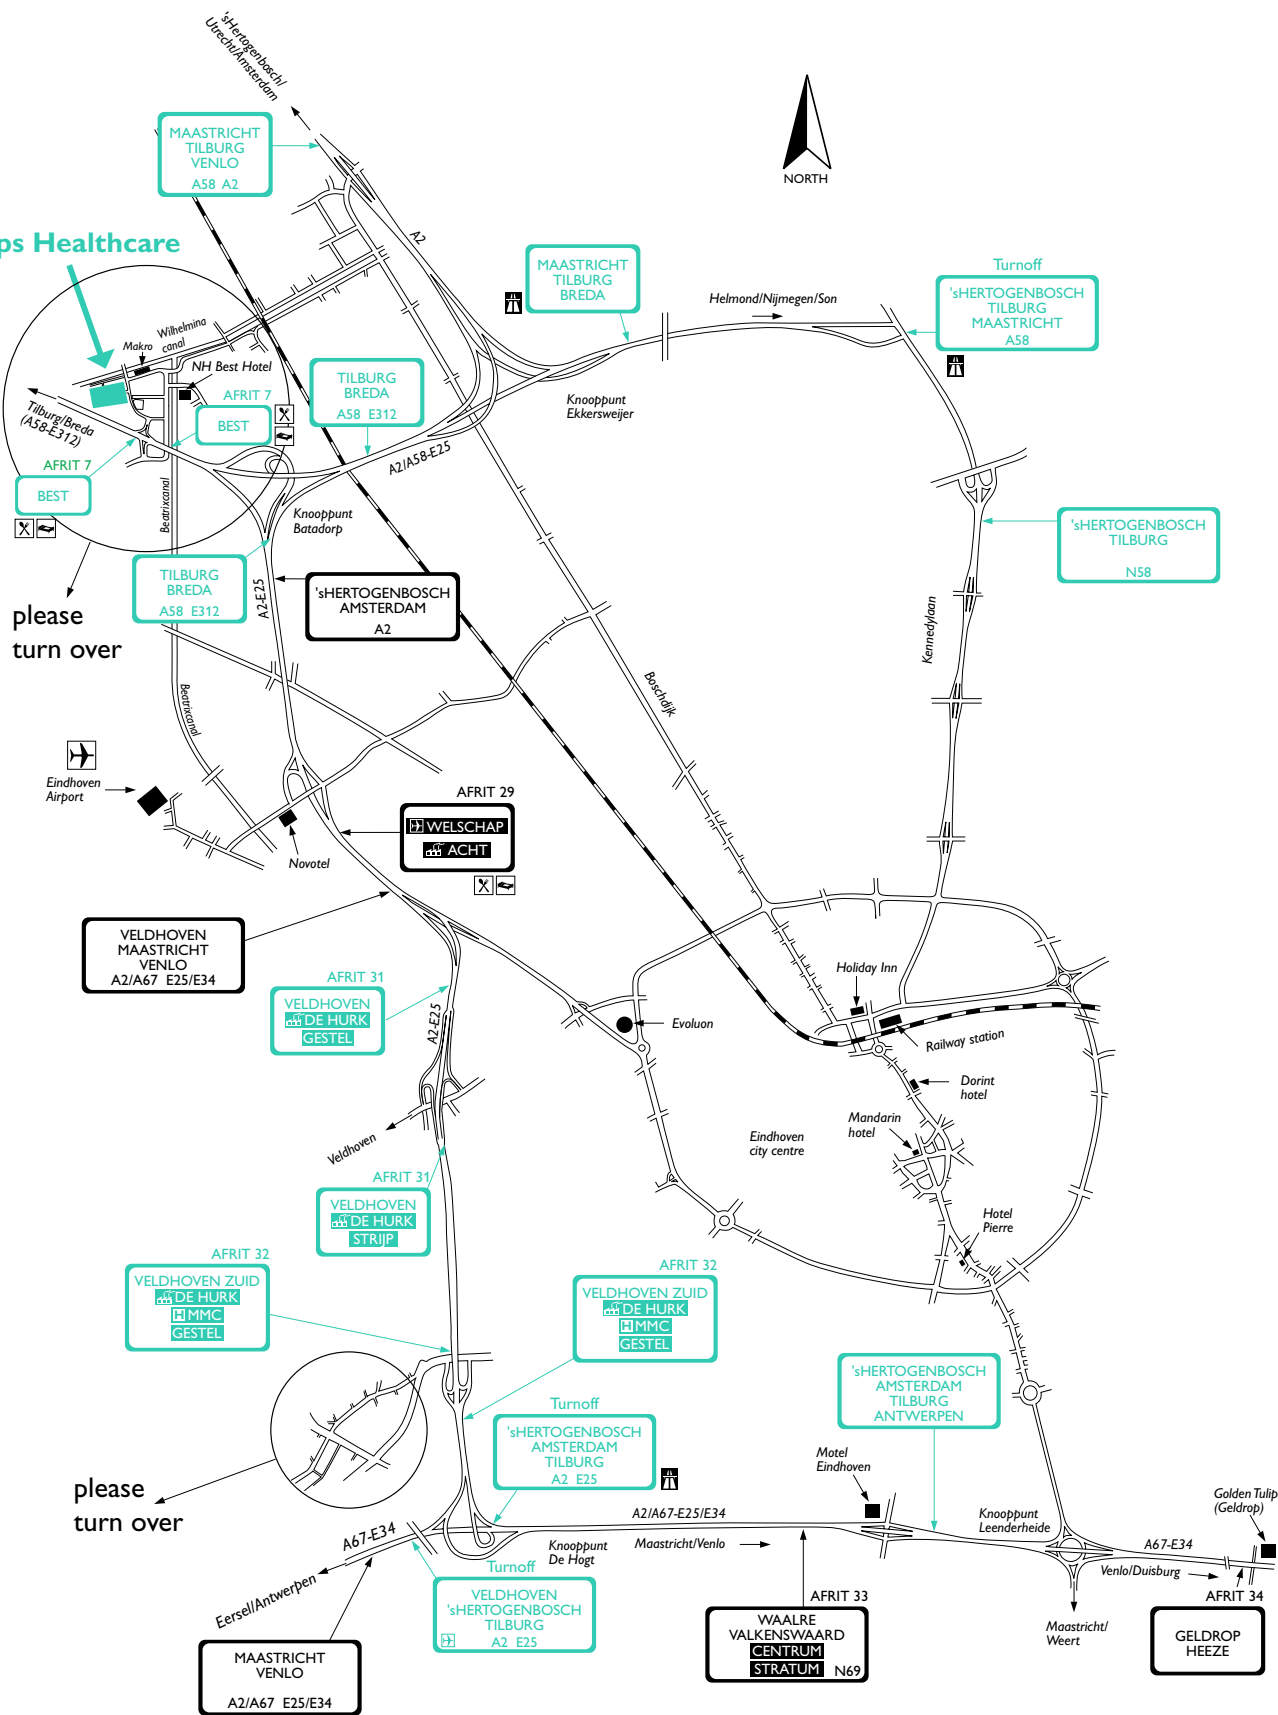 'sHertogenbosch/
Utrecht/Amsterdam
MAASTRICHT
TILBURG
VENLO
A58 A2
NORTH
A2
ps Healthcare
MAASTRICHT
TILBURG
BREDA
Helmond/Nijmegen/Son
Turnoff
'sHERTOGENBOSCH
TILBURG
MAASTRICHT
A58
Wilhelmina
canal
Makro
NH Best Hotel
AFRIT 7
BEST
Tilburg/Breda
(A58-E312)
TILBURG
BREDA
A58 E312
Knooppunt
Ekkersweijer
A2/A58-E25
AFRIT 7
BEST
Beatrixcanal
Knooppunt
Batadorp
'sHERTOGENBOSCH
TILBURG
N58
TILBURG
BREDA
A58 E312
A2-E25
'sHERTOGENBOSCH
AMSTERDAM
A2
please
turn over
Kennedylaan
Boschdijk
Beatrixcanal
Eindhoven
Airport
AFRIT 29
WELSCHAP
ACHT
Novotel
VELDHOVEN
MAASTRICHT
VENLO
A2/A67 E25/E34
AFRIT 31
VELDHOVEN
DE HURK
GESTEL
A2-E25
Holiday Inn
Evoluon
Railway station
Dorint
hotel
Mandarin
hotel
Eindhoven
city centre
Veldhoven
AFRIT 31
VELDHOVEN
DE HURK
STRIJP
Hotel
Pierre
AFRIT 32
VELDHOVEN ZUID
DE HURK
H MMC
GESTEL
AFRIT 32
VELDHOVEN ZUID
DE HURK
H MMC
GESTEL
'sHERTOGENBOSCH
AMSTERDAM
TILBURG
ANTWERPEN
Turnoff
'sHERTOGENBOSCH
AMSTERDAM
TILBURG
A2 E25
Motel
Eindhoven
please
turn over
Golden Tulip
(Geldrop)
A67-E34
A2/A67-E25/E34
Knooppunt
Leenderheide
Knooppunt
De Hogt
Maastricht/Venlo
A67-E34
Venlo/Duisburg
Eersel/Antwerpen
Turnoff
VELDHOVEN
'sHERTOGENBOSCH
TILBURG
A2 E25
AFRIT 33
WAALRE
VALKENSWAARD
CENTRUM
STRATUM N69
Maastricht/
Weert
AFRIT 34
GELDROP
HEEZE
MAASTRICHT
VENLO
A2/A67 E25/E34